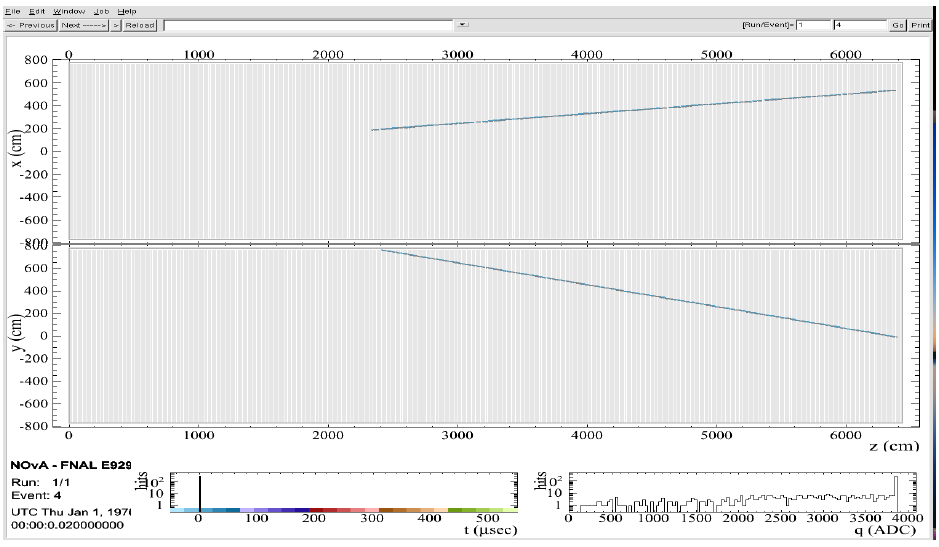 File Edit Window Job Help
<- Previous Next -----> > Reload [Run/Event]= 1 4 Go Print
0 1000 2000 3000 4000 5000 6000
800
600
400
200
0
-200
-400
-600
-800
x (cm)
800
600
400
200
0
-200
-400
-600
-800
y (cm)
0 1000 2000 3000 4000 5000 6000
z (cm)
NOvA - FNAL E929
Run: 1/1
Event: 4
UTC Thu Jan 1, 197
00:00:0.020000000
hits
10²
10
1
0 100 200 300 400 500
t (μsec)
hits
10²
10
1
0 500 1000 1500 2000 2500 3000 3500 4000
q (ADC)